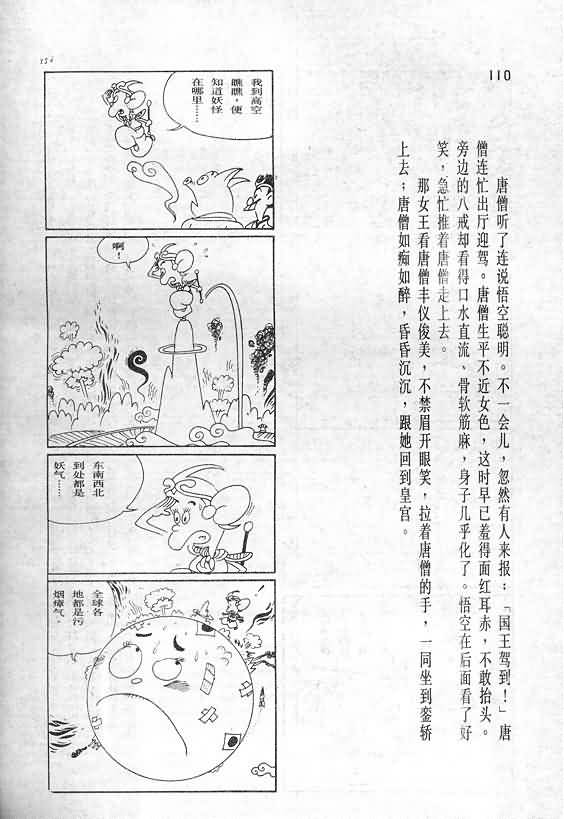 110
唐僧听了连说悟空聪明。不一会儿，忽然有人来报：「国王驾到！」唐
僧连忙出厅迎驾。唐僧生平不近女色，这时早已羞得面红耳赤，不敢抬头。
旁边的八戒却看得口水直流、骨软筋麻，身子几乎化了。悟空在后面看了好
笑，急忙推着唐僧走上去。
那女王看唐僧丰仪俊美，不禁眉开眼笑，拉着唐僧的手，一同坐到銮轿
上去；唐僧如痴如醉，昏昏沉沉，跟她回到皇宫。
我到高空
瞧瞧，便
知道妖怪
在哪里……
啊！
东南西北
到处都是
妖气……
全球各
地都是污
烟瘴气。